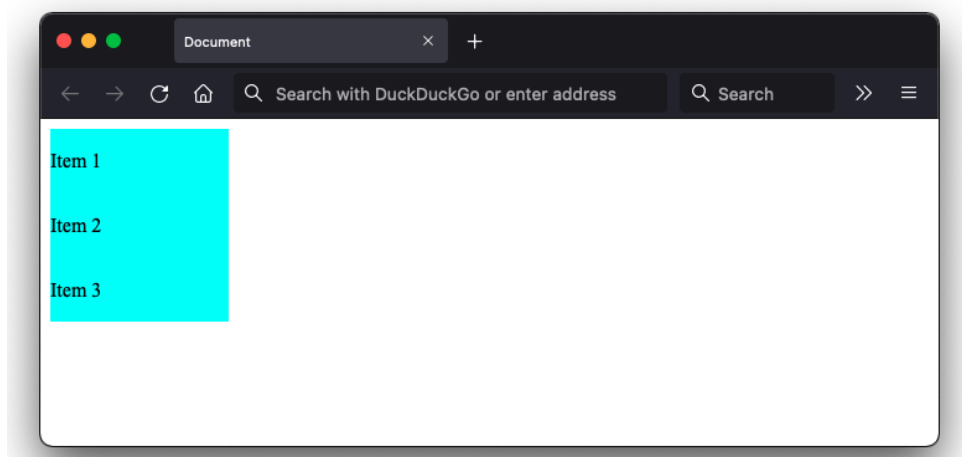 Document
Search with DuckDuckGo or enter address
Search
Item 1
Item 2
Item 3